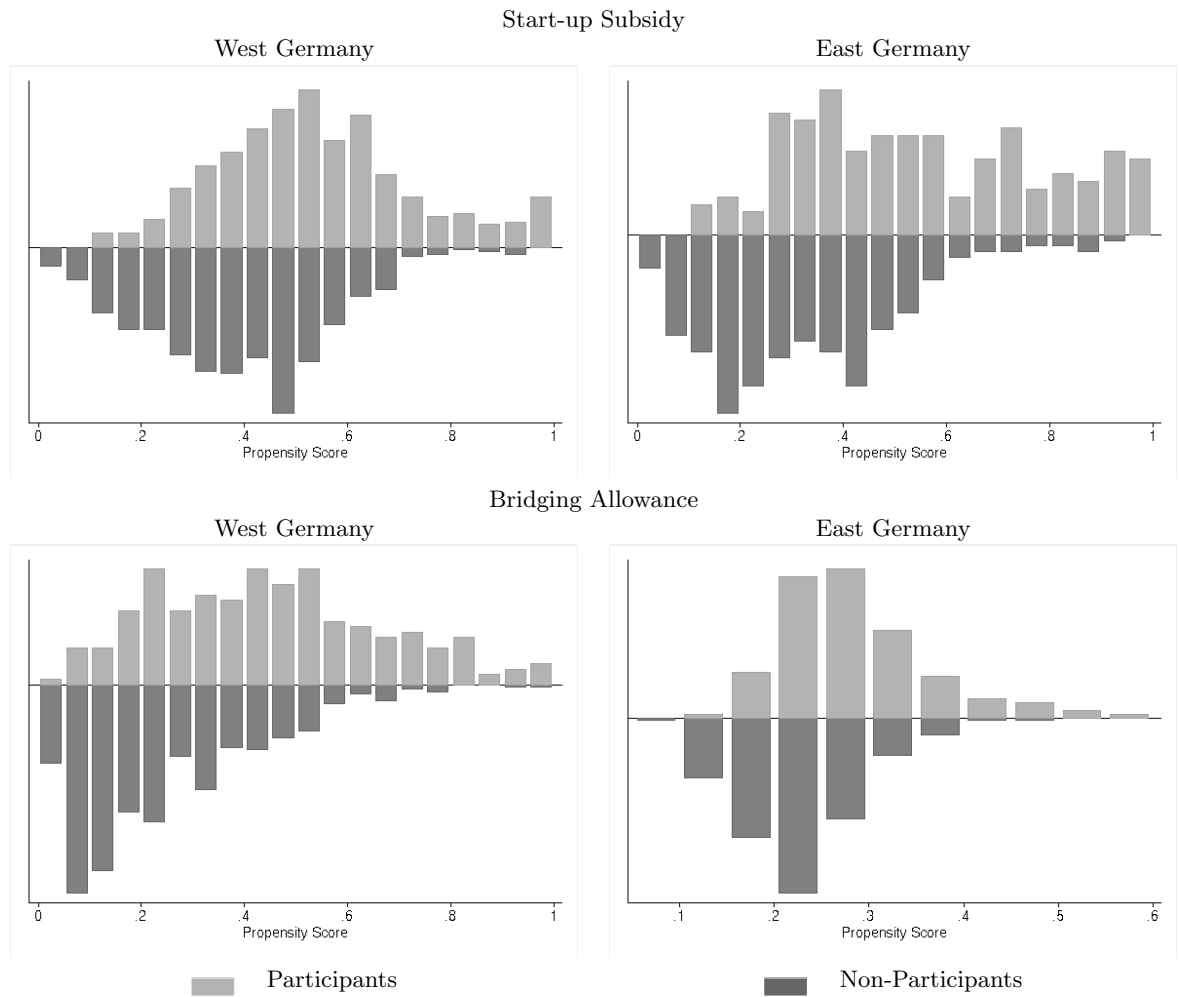 Start-up Subsidy
West Germany East Germany
0 .2 .4 .6 .8 1 0 .2 .4 .6 .8 1
Propensity Score Propensity Score
Bridging Allowance
West Germany East Germany
0 .2 .4 .6 .8 1 .1 .2 .3 .4 .5 .6
Propensity Score Propensity Score
Participants Non-Participants